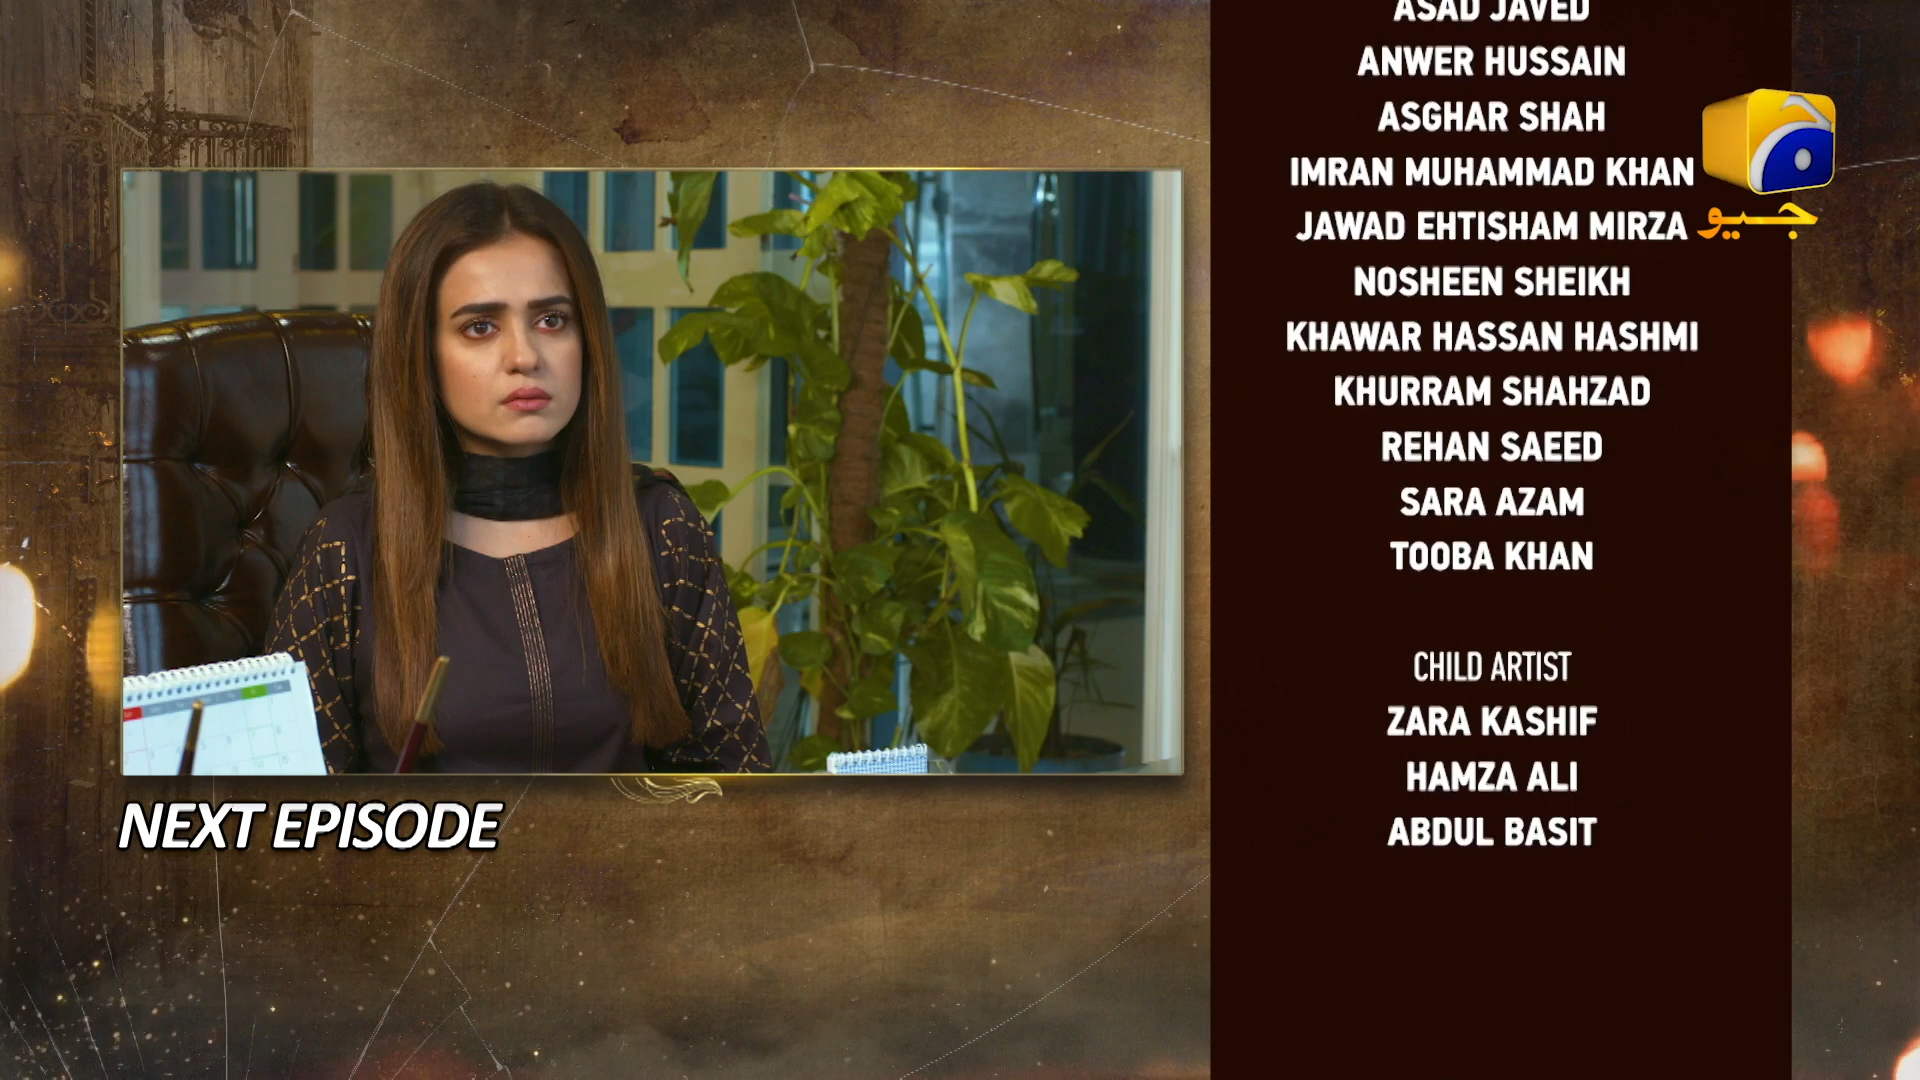 NEXT EPISODE
ASAD JAVED
ANWER HUSSAIN
ASGHAR SHAH
IMRAN MUHAMMAD KHAN
JAWAD EHTISHAM MIRZA
NOSHEEN SHEIKH
KHAWAR HASSAN HASHMI
KHURRAM SHAHZAD
REHAN SAEED
SARA AZAM
TOOBA KHAN
CHILD ARTIST
ZARA KASHIF
HAMZA ALI
ABDUL BASIT
جیو